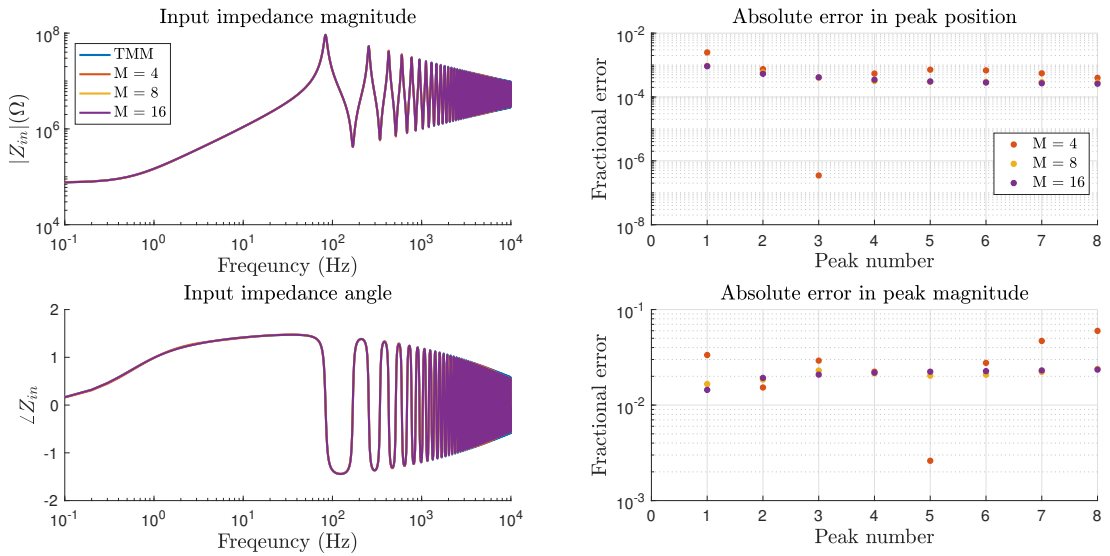 Input impedance magnitude
10^8
10^6
10^4
|Z_in|(Ω)
TMM
M = 4
M = 8
M = 16
10^-1 10^0 10^1 10^2 10^3 10^4
Freqeuncy (Hz)
Absolute error in peak position
10^-2
10^-4
10^-6
10^-8
Fractional error
M = 4
M = 8
M = 16
0 1 2 3 4 5 6 7 8
Peak number
Input impedance angle
2
1
0
-1
-2
∠Z_in
10^-1 10^0 10^1 10^2 10^3 10^4
Freqeuncy (Hz)
Absolute error in peak magnitude
10^-1
10^-2
10^-3
Fractional error
0 1 2 3 4 5 6 7 8
Peak number